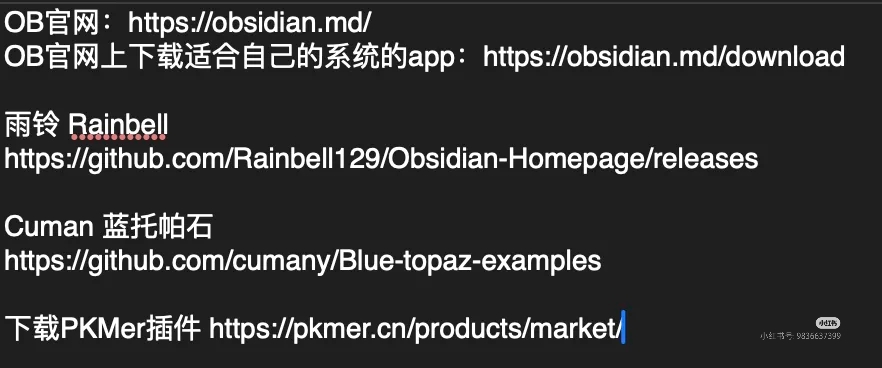 OB官网：https://obsidian.md/
OB官网上下载适合自己的系统的app：https://obsidian.md/download
雨铃 Rainbell
https://github.com/Rainbell129/Obsidian-Homepage/releases
Cuman 蓝托帕石
https://github.com/cumany/Blue-topaz-examples
下载PKMer插件 https://pkmer.cn/products/market/
小红书
小红书号: 9836637399